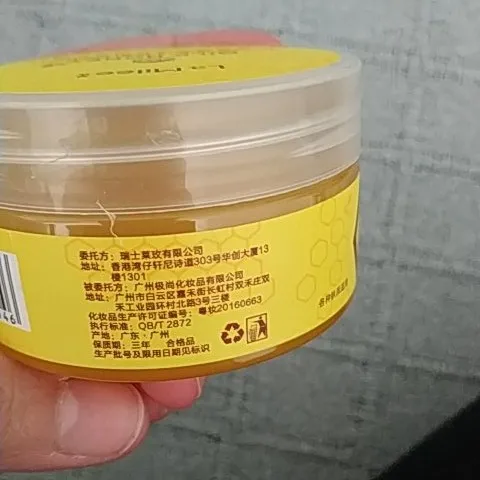 La Miloo
委托方：瑞士莱玫有限公司
地址：香港湾仔轩尼诗道303号华创大厦13
楼1301
被委托方：广州极尚化妆品有限公司
地址：广州市白云区嘉禾街长虹村双禾庄双
禾工业园环村北路3号三楼
化妆品生产许可证编号：粤妆20160663
执行标准：QB/T 2872
产地：广东·广州
保质期：三年 合格品
生产批号及限用日期见标识